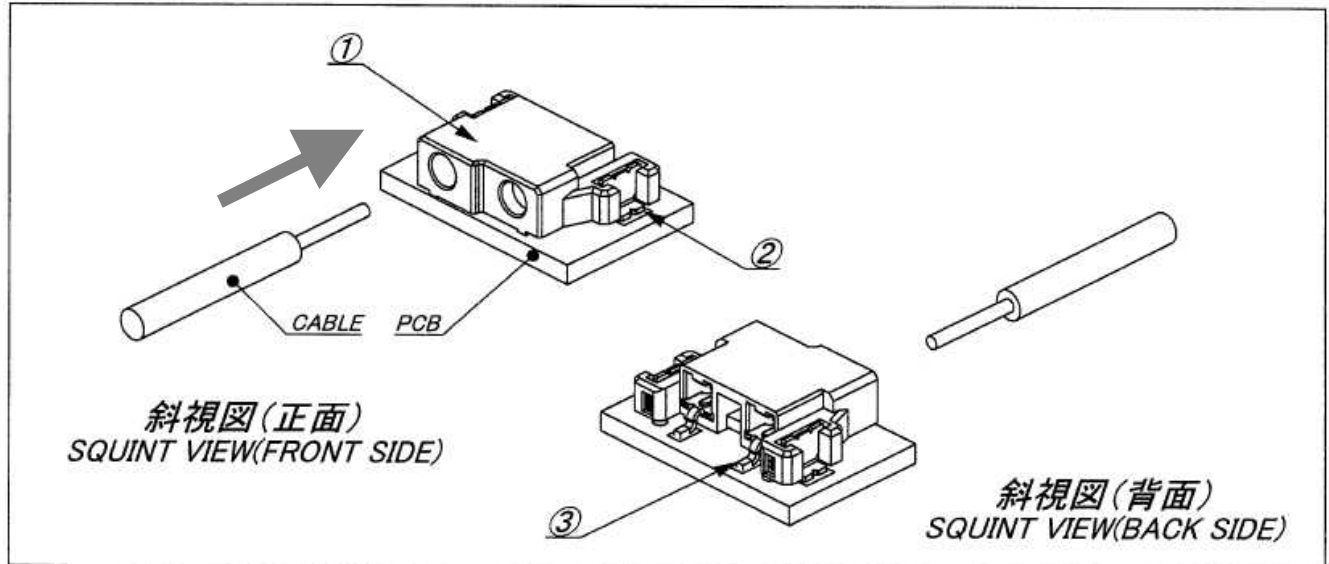 ①
②
CABLE PCB
斜視図(正面)
SQUINT VIEW(FRONT SIDE)
③
斜視図(背面)
SQUINT VIEW(BACK SIDE)